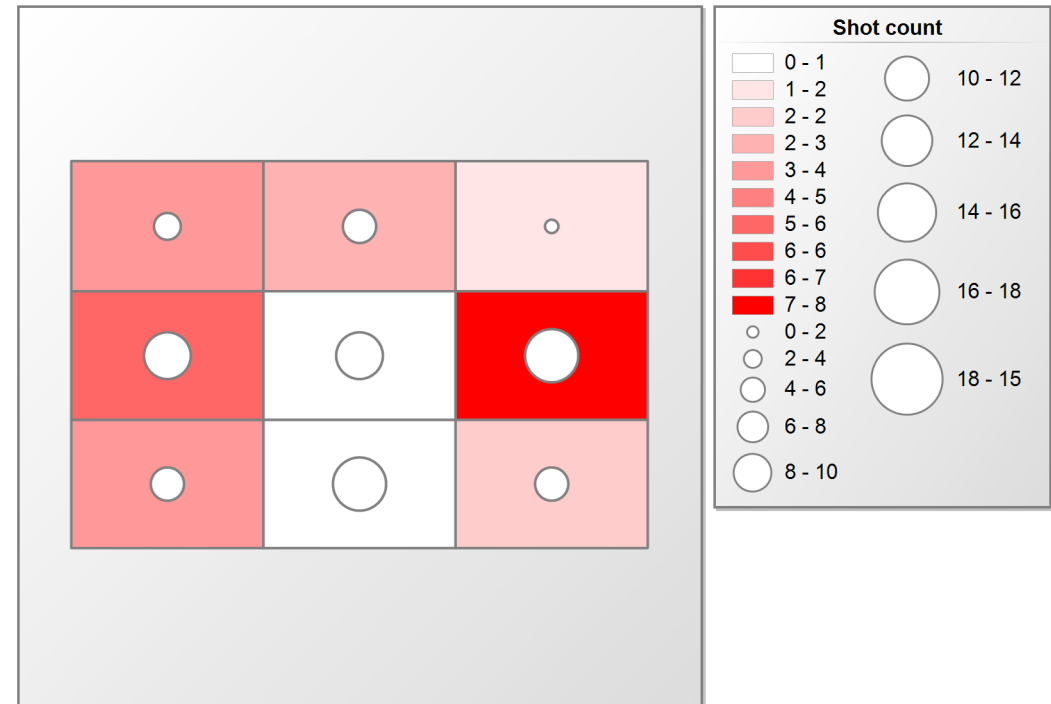 Shot count
0 - 1
1 - 2
2 - 2
2 - 3
3 - 4
4 - 5
5 - 6
6 - 6
6 - 7
7 - 8
0 - 2
2 - 4
4 - 6
6 - 8
8 - 10
10 - 12
12 - 14
14 - 16
16 - 18
18 - 15